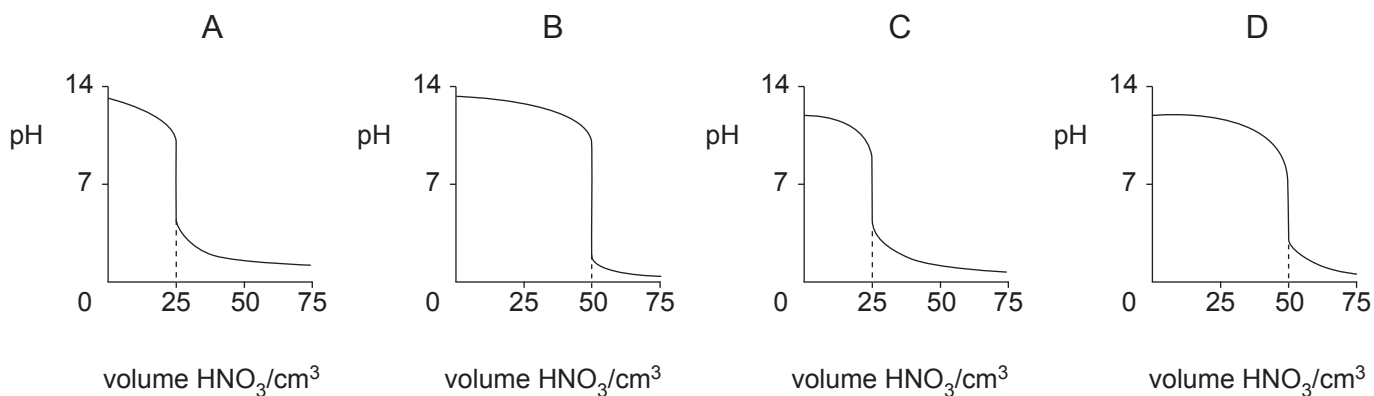 A B C D
14 14 14 14
pH pH pH pH
7 7 7 7
0 25 50 75 0 25 50 75 0 25 50 75 0 25 50 75
volume HNO₃/cm³ volume HNO₃/cm³ volume HNO₃/cm³ volume HNO₃/cm³